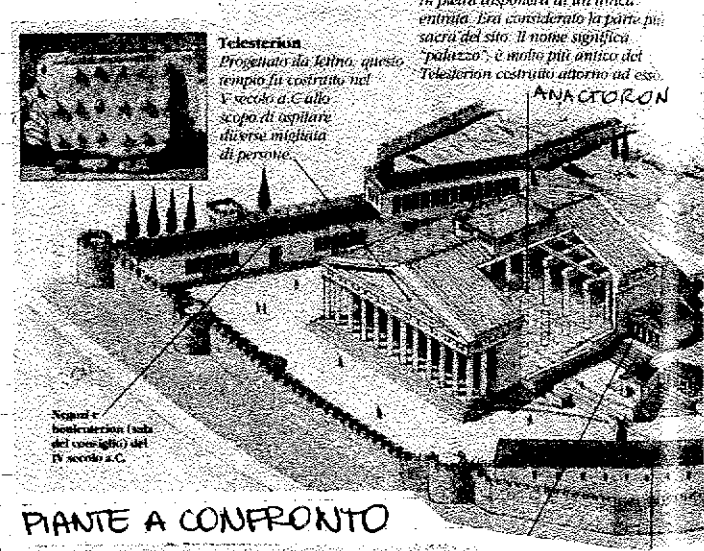 Telesterion
Progettato da Ictino, questo
tempio fu costruito nel
V secolo a.C. allo
scopo di ospitare
diverse migliaia
di persone.
in pietra disponeva di un'unica
entrata. Era considerato la parte più
sacra del sito. Il nome significa
"palazzo"; è molto più antico del
Telesterion costruito attorno ad esso.
ANACTORON
Negozi e
bouleuterion (sala
del consiglio) del
IV secolo a.C.
PIANTE A CONFRONTO